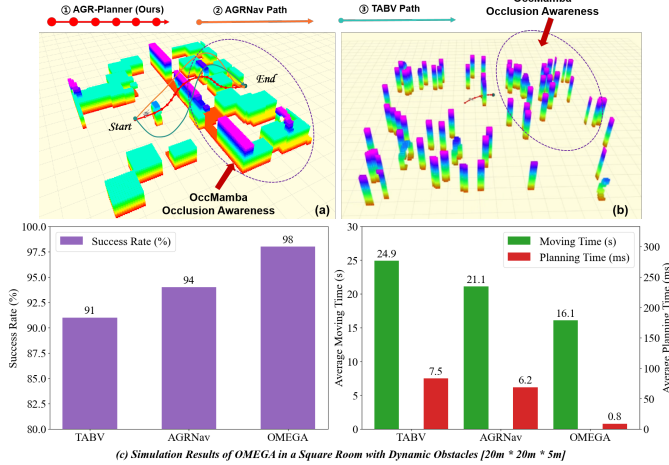 ① AGR-Planner (Ours)
② AGRNav Path
③ TABV Path
OccMamba
Occlusion Awareness
Start
End
OccMamba
Occlusion Awareness
(a)
(b)
Success Rate (%)
100.0
97.5
95.0
92.5
90.0
87.5
85.0
82.5
80.0
Success Rate (%)
91
94
98
TABV
AGRNav
OMEGA
Average Moving Time (s)
30
25
20
15
10
5
0
Moving Time (s)
Planning Time (ms)
24.9
21.1
16.1
7.5
6.2
0.8
TABV
AGRNav
OMEGA
300
250
200
150
100
50
0
Average Planning Time (ms)
(c) Simulation Results of OMEGA in a Square Room with Dynamic Obstacles [20m * 20m * 5m]